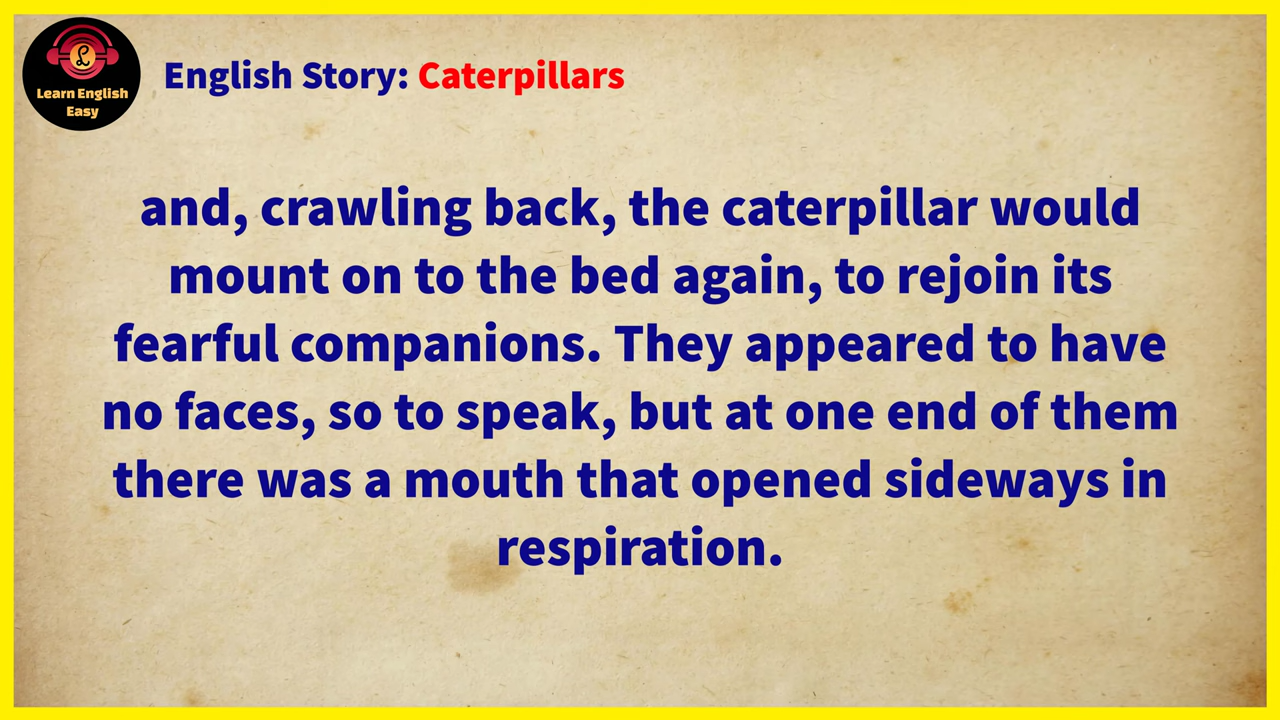 L
Learn English
Easy
English Story: Caterpillars
and, crawling back, the caterpillar would
mount on to the bed again, to rejoin its
fearful companions. They appeared to have
no faces, so to speak, but at one end of them
there was a mouth that opened sideways in
respiration.